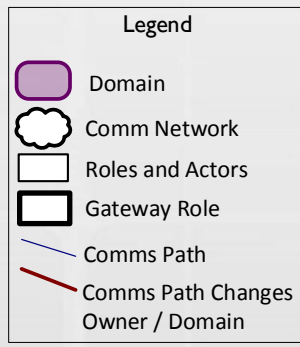 Legend
Domain
Comm Network
Roles and Actors
Gateway Role
Comms Path
Comms Path Changes
Owner / Domain